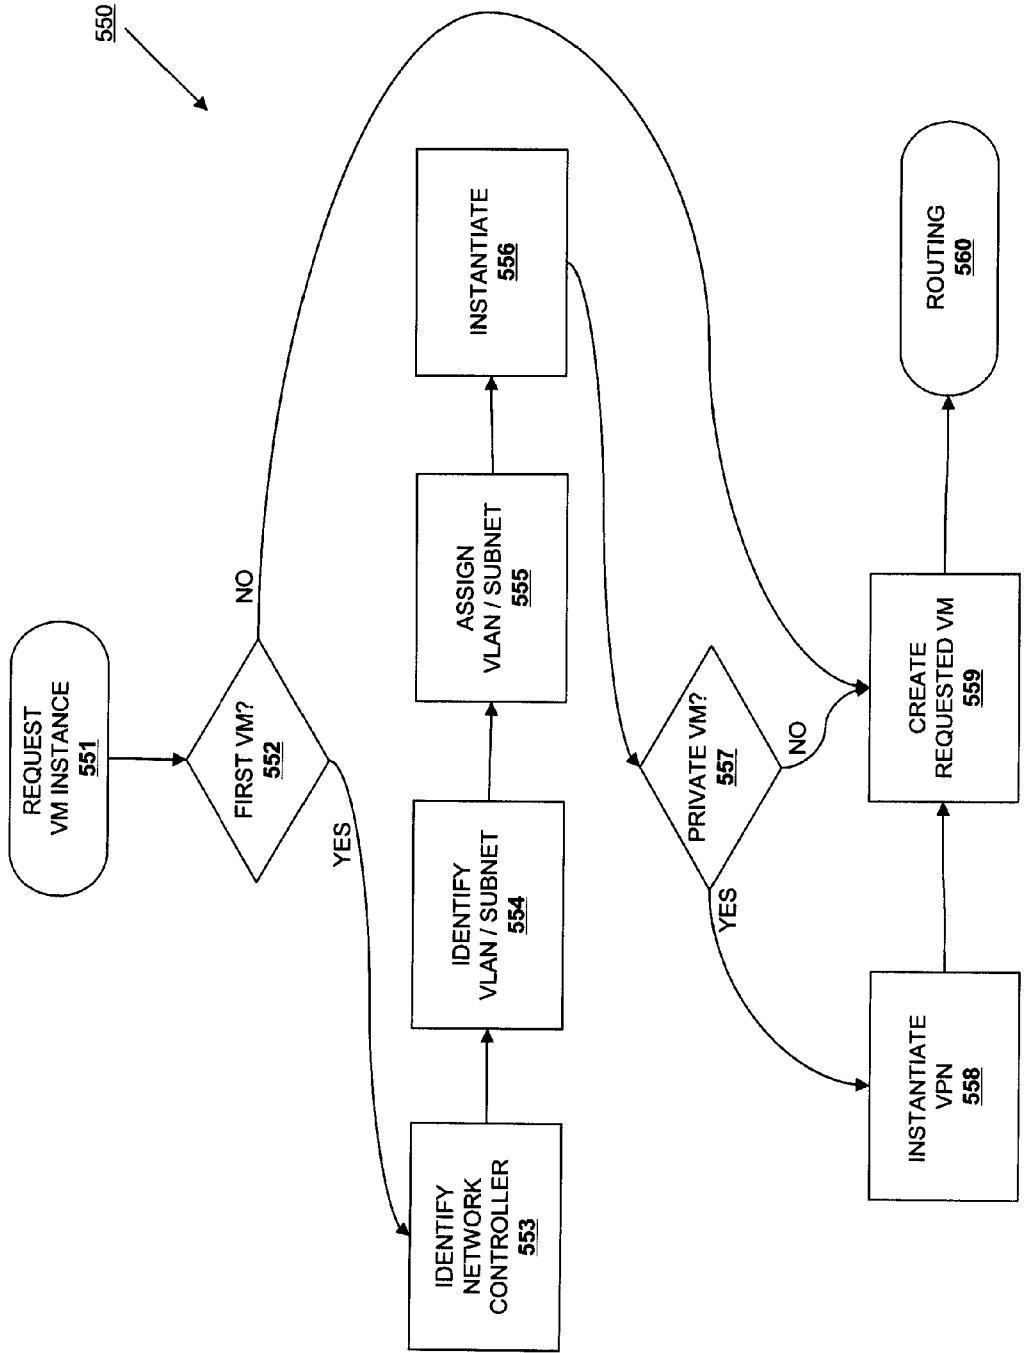 550
REQUEST
VM INSTANCE
551
FIRST VM?
552
NO
YES
IDENTIFY
NETWORK
CONTROLLER
553
IDENTIFY
VLAN / SUBNET
554
ASSIGN
VLAN / SUBNET
555
INSTANTIATE
556
PRIVATE VM?
557
YES
NO
INSTANTIATE
VPN
558
CREATE
REQUESTED VM
559
ROUTING
560